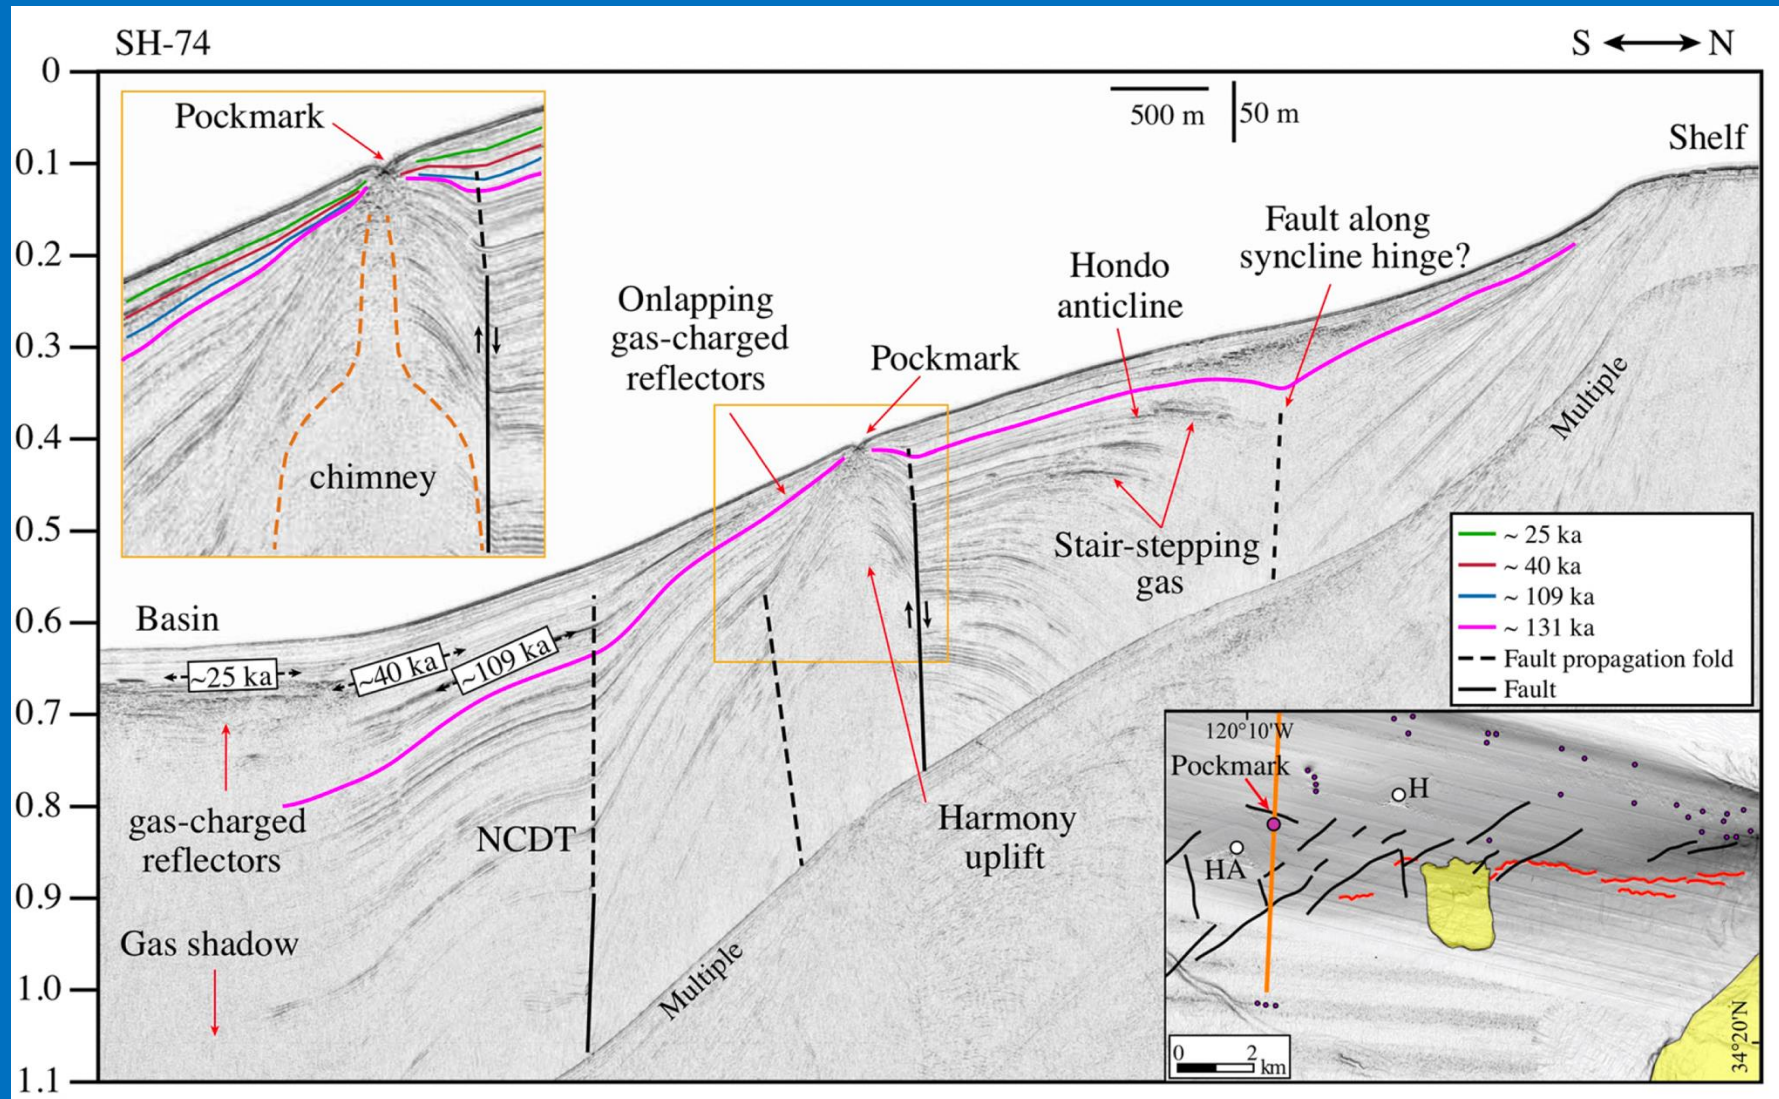 SH-74
S N
0
0.1
0.2
0.3
0.4
0.5
0.6
0.7
0.8
0.9
1.0
1.1
Pockmark
chimney
500 m
50 m
Shelf
Fault along
syncline hinge?
Hondo
anticline
Onlapping
gas-charged
reflectors
Pockmark
Stair-stepping
gas
Multiple
Basin
~25 ka
~40 ka
~109 ka
gas-charged
reflectors
NCDT
Gas shadow
Multiple
Harmony
uplift
~ 25 ka
~ 40 ka
~ 109 ka
~ 131 ka
Fault propagation fold
Fault
120°10'W
Pockmark
H
HA
34°20'N
0 2
km